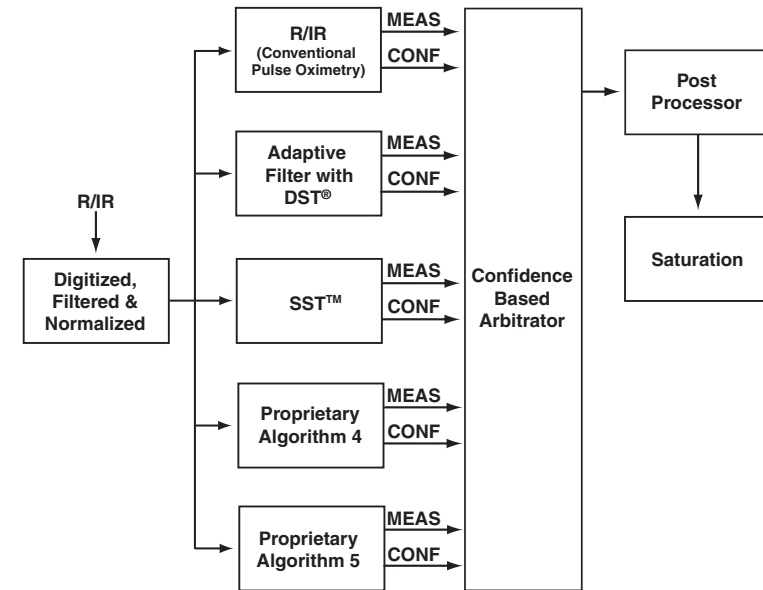 R/IR
Digitized,
Filtered &
Normalized
R/IR
(Conventional
Pulse Oximetry)
MEAS
CONF
Adaptive
Filter with
DST®
MEAS
CONF
SST™
MEAS
CONF
Proprietary
Algorithm 4
MEAS
CONF
Proprietary
Algorithm 5
MEAS
CONF
Confidence
Based
Arbitrator
Post
Processor
Saturation